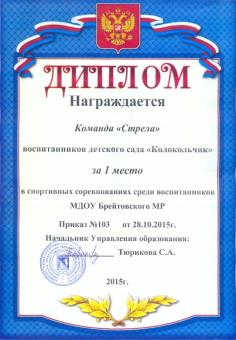 ДИПЛОМ
Награждается
Команда «Стрела»
воспитанников детского сада «Колокольчик»
за 1 место
в спортивных соревнованиях среди воспитанников
МДОУ Брейтовского МР
Приказ №103 от 28.10.2015г.
Начальник Управления образования:
Тюрикова С.А.
2015г.